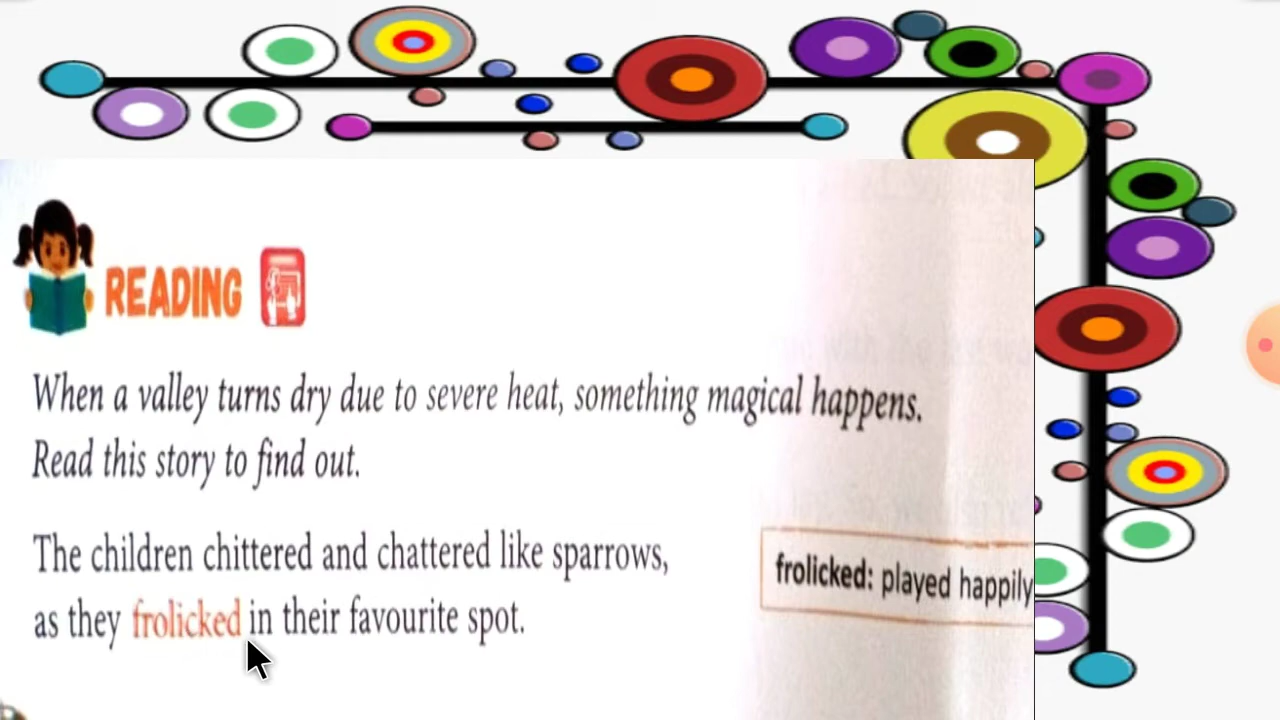 READING
When a valley turns dry due to severe heat, something magical happens.
Read this story to find out.
The children chittered and chattered like sparrows,
as they frolicked in their favourite spot.
frolicked: played happily